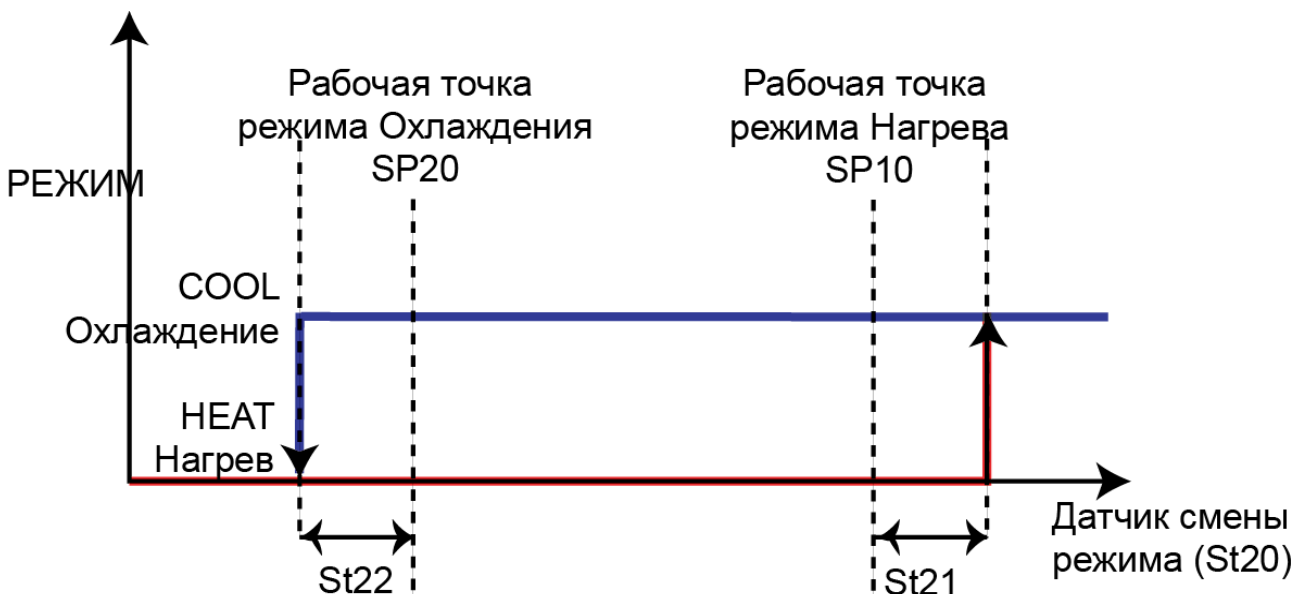 Рабочая точка
режима Охлаждения
SP20
Рабочая точка
режима Нагрева
SP10
РЕЖИМ
COOL
Охлаждение
HEAT
Нагрев
St22
St21
Датчик смены
режима (St20)